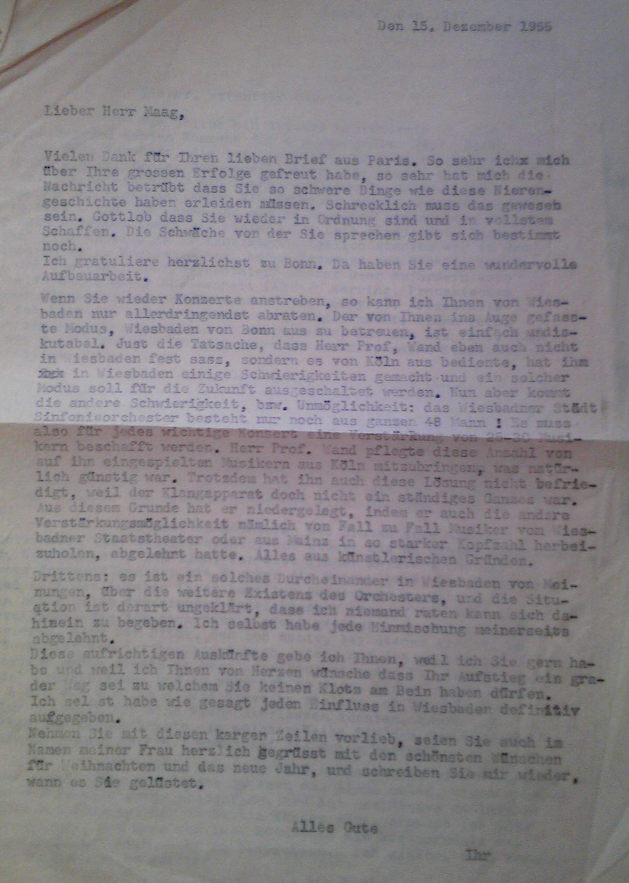 Den 15. Dezember 1955
Lieber Herr Maag,
Vielen Dank für Ihren lieben Brief aus Paris. So sehr ichx mich
über Ihre grossen Erfolge gefreut habe, so sehr hat mich die
Nachricht betrübt dass Sie so schwere Dinge wie diese Nieren-
geschichte haben erleiden müssen. Schrecklich muss das gewesen
sein. Gottlob dass Sie wieder in Ordnung sind und in vollstem
Schaffen. Die Schwäche von der Sie sprechen gibt sich bestimmt
noch.
Ich gratuliere herzlichst zu Bonn. Da haben Sie eine wundervolle
Aufbauarbeit.
Wenn Sie wieder Konzerte anstreben, so kann ich Ihnen von Wies-
baden nur allerdringendst abraten. Der von Ihnen ins Auge gefass-
te Modus, Wiesbaden von Bonn aus zu betreuen, ist einfach undis-
kutabel. Just die Tatsache, dass Herr Prof, Wand eben auch nicht
in Wiesbaden fest sass, sondern es von Köln aus bediente, hat ihm
in Wiesbaden einige Schwierigkeiten gemacht und ein solcher
Modus soll für die Zukunft ausgeschaltet werden. Nun aber kommt
die andere Schwierigkeit, bzw. Unmöglichkeit: das Wiesbadner Städt
Sinfonieorchester besteht nur noch aus ganzen 48 Mann ! Es muss
also für jedes wichtige Konzert eine Verstärkung von 25-30 Musi-
kern beschafft werden. Herr Prof. Wand pflegte diese Anzahl von
auf ihn eingespielten Musikern aus Köln mitzubringen, was natür-
lich günstig war. Trotzdem hat ihn auch diese Lösung nicht befrie-
digt, weil der Klangapparat doch nicht ein ständiges Ganzes war.
Aus diesem Grunde hat er niedergelegt, indem er auch die andere
Verstärkungsmöglichkeit nämlich von Fall zu Fall Musiker vom Wies-
badner Staatstheater oder aus Mainz in so starker Kopfzahl herbei-
zuholen, abgelehnt hatte. Alles aus künstlerischen Gründen.
Drittens: es ist ein solches Durcheinander in Wiesbaden von Mei-
nungen, über die weitere Existens des Orchesters, und die Situ-
ation ist derart ungeklärt, dass ich niemand raten kann sich da-
hinein zu begeben. Ich selbst habe jede Einmischung meinerseits
abgelehnt.
Diese aufrichtigen Auskünfte gebe ich Ihnen, weil ich Sie gern ha-
be und weil ich Ihnen von Herzen wünsche dass Ihr Aufstieg ein gra-
der Weg sei zu welchem Sie keinen Klotz am Bein haben dürfen.
Ich selbst habe wie gesagt jeden Einfluss in Wiesbaden definitiv
aufgegeben.
Nehmen Sie mit diesen kargen Zeilen vorlieb, seien Sie auch im
Namen meiner Frau herzlich gegrüsst mit den schönsten Wünschen
für Weihnachten und das neue Jahr, und schreiben Sie mir wieder,
wann es Sie gelüstet.
Alles Gute
Ihr